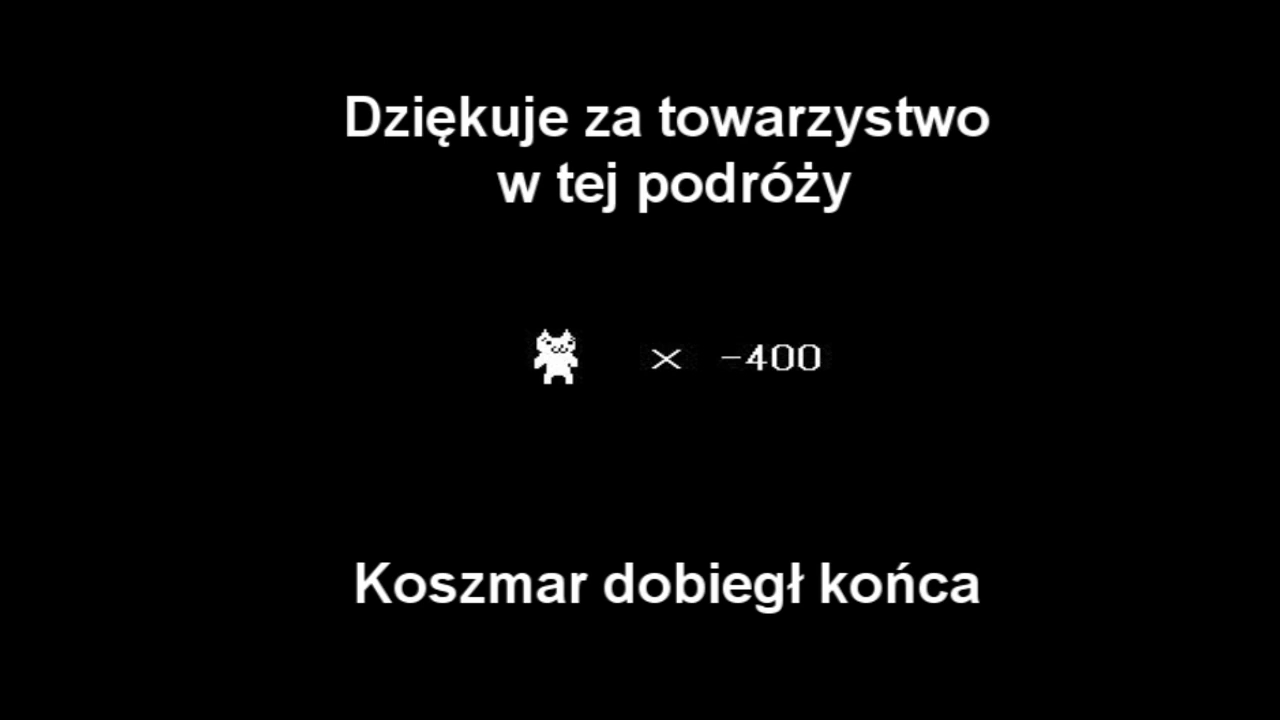 Dziękuje za towarzystwo
w tej podróży
x -400
Koszmar dobiegł końca